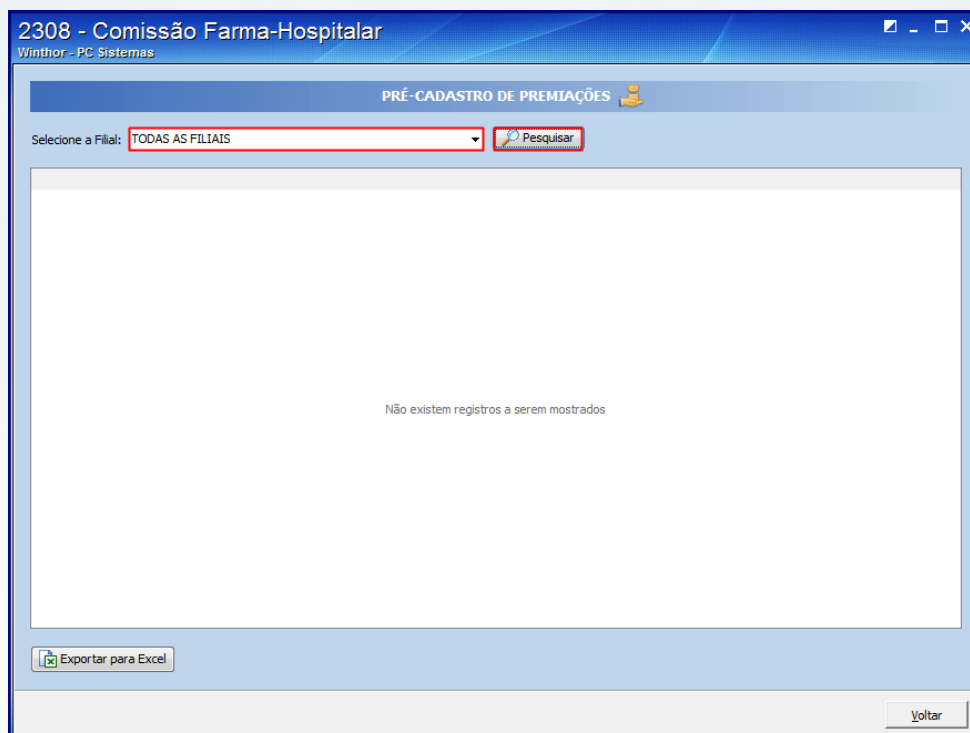 2308 - Comissão Farma-Hospitalar
Winthor - PC Sistemas
PRÉ-CADASTRO DE PREMIAÇÕES
Selecione a Filial: TODAS AS FILIAIS Pesquisar
Não existem registros a serem mostrados
Exportar para Excel
Voltar